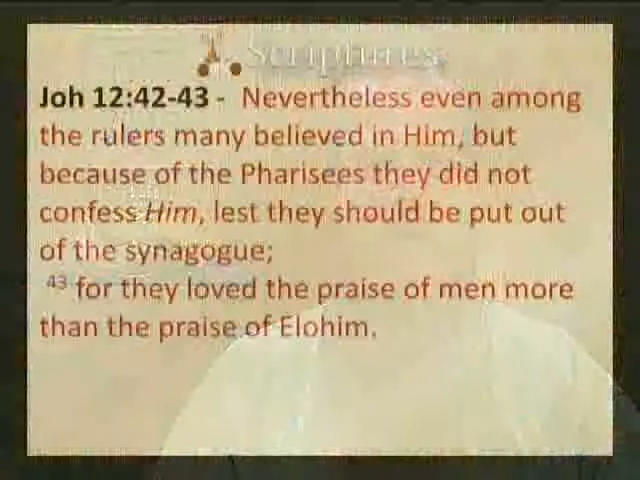 Scriptures
Joh 12:42-43 - Nevertheless even among
the rulers many believed in Him, but
because of the Pharisees they did not
confess Him, lest they should be put out
of the synagogue;
43 for they loved the praise of men more
than the praise of Elohim.